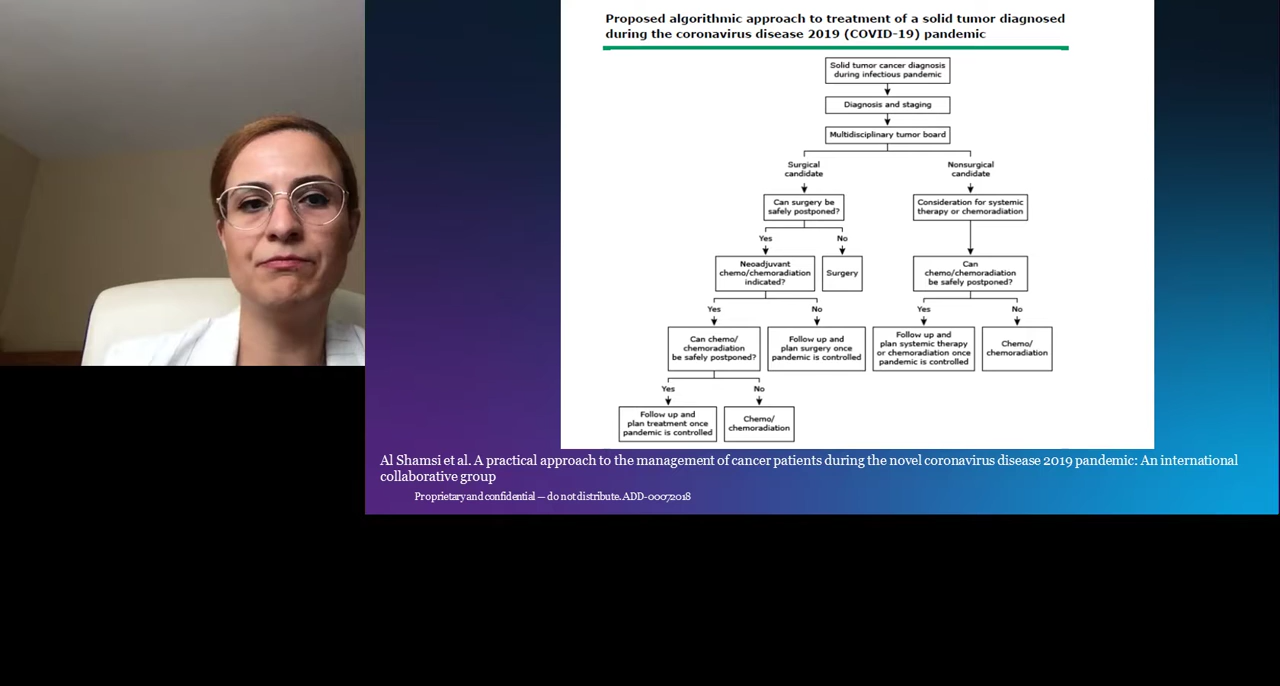 Proposed algorithmic approach to treatment of a solid tumor diagnosed
during the coronavirus disease 2019 (COVID-19) pandemic
Solid tumor cancer diagnosis
during infectious pandemic
Diagnosis and staging
Multidisciplinary tumor board
Surgical
candidate
Nonsurgical
candidate
Can surgery be
safely postponed?
Consideration for systemic
therapy or chemoradiation
Yes
No
Neoadjuvant
chemo/chemoradiation
indicated?
Surgery
Can
chemo/chemoradiation
be safely postponed?
Yes
No
Yes
No
Can chemo/
chemoradiation
be safely postponed?
Follow up and
plan surgery once
pandemic is controlled
Follow up and
plan systemic therapy
or chemoradiation once
pandemic is controlled
Chemo/
chemoradiation
Yes
No
Follow up and
plan treatment once
pandemic is controlled
Chemo/
chemoradiation
Al Shamsi et al. A practical approach to the management of cancer patients during the novel coronavirus disease 2019 pandemic: An international
collaborative group
Proprietary and confidential — do not distribute. ADD-00072018